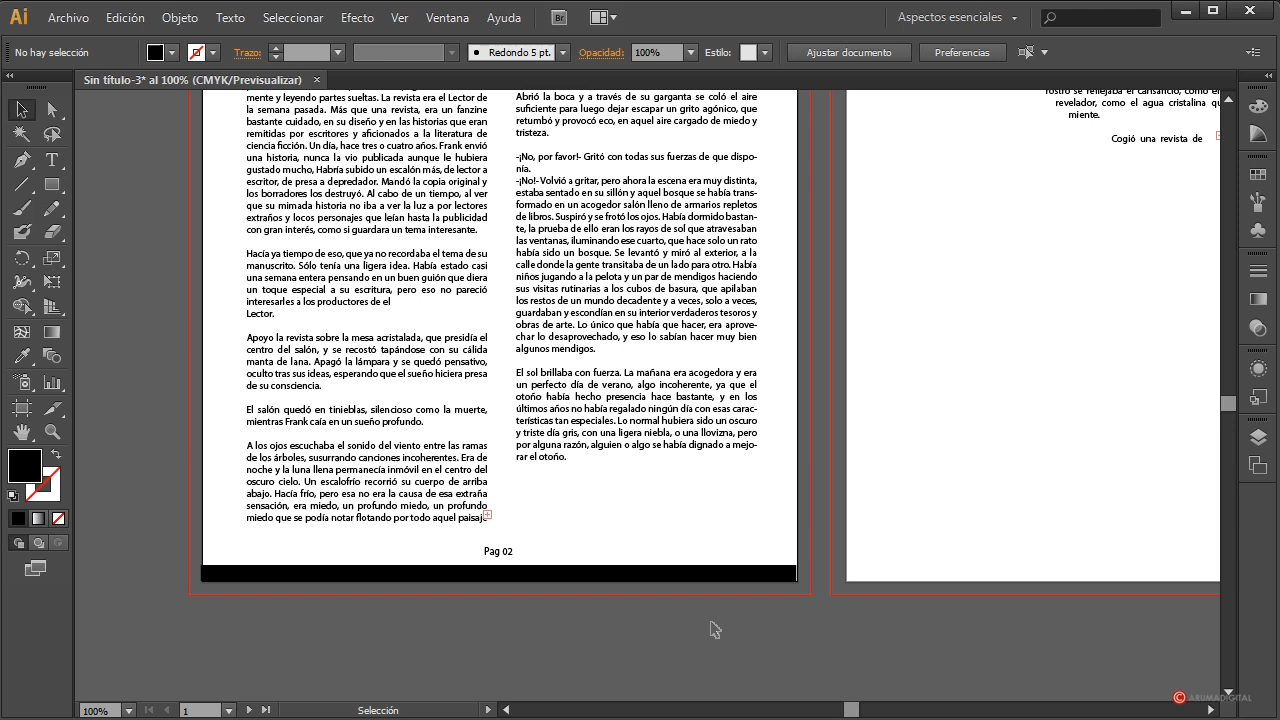 Ai Archivo Edición Objeto Texto Seleccionar Efecto Ver Ventana Ayuda Br Aspectos esenciales
No hay selección Trazo: Redondo 5 pt. Opacidad: 100% Estilo: Ajustar documento Preferencias
Sin título-3* al 100% (CMYK/Previsualizar) ×
mente y leyendo partes sueltas. La revista era el Lector de
la semana pasada. Más que una revista, era un fanzine
bastante cuidado, en su diseño y en las historias que eran
remitidas por escritores y aficionados a la literatura de
ciencia ficción. Un día, hace tres o cuatro años. Frank envió
una historia, nunca la vio publicada aunque le hubiera
gustado mucho, Habría subido un escalón más, de lector a
escritor, de presa a depredador. Mandó la copia original y
los borradores los destruyó. Al cabo de un tiempo, al ver
que su mimada historia no iba a ver la luz a por lectores
extraños y locos personajes que leían hasta la publicidad
con gran interés, como si guardara un tema interesante.
Hacía ya tiempo de eso, que ya no recordaba el tema de su
manuscrito. Sólo tenía una ligera idea. Había estado casi
una semana entera pensando en un buen guión que diera
un toque especial a su escritura, pero eso no pareció
interesarles a los productores de el
Lector.
Apoyo la revista sobre la mesa acristalada, que presidía el
centro del salón, y se recostó tapándose con su cálida
manta de lana. Apagó la lámpara y se quedó pensativo,
oculto tras sus ideas, esperando que el sueño hiciera presa
de su consciencia.
El salón quedó en tinieblas, silencioso como la muerte,
mientras Frank caía en un sueño profundo.
A los ojos escuchaba el sonido del viento entre las ramas
de los árboles, susurrando canciones incoherentes. Era de
noche y la luna llena permanecía inmóvil en el centro del
oscuro cielo. Un escalofrío recorrió su cuerpo de arriba
abajo. Hacía frío, pero esa no era la causa de esa extraña
sensación, era miedo, un profundo miedo, un profundo
miedo que se podía notar flotando por todo aquel paisaje
Abrió la boca y a través de su garganta se coló el aire
suficiente para luego dejar escapar un grito agónico, que
retumbó y provocó eco, en aquel aire cargado de miedo y
tristeza.
-¡No, por favor!- Gritó con todas sus fuerzas de que dispo-
nía.
-¡No!- Volvió a gritar, pero ahora la escena era muy distinta,
estaba sentado en su sillón y aquel bosque se había trans-
formado en un acogedor salón lleno de armarios repletos
de libros. Suspiró y se frotó los ojos. Había dormido bastan-
te, la prueba de ello eran los rayos de sol que atravesaban
las ventanas, iluminando ese cuarto, que hace solo un rato
había sido un bosque. Se levantó y miró al exterior, a la
calle donde la gente transitaba de un lado para otro. Había
niños jugando a la pelota y un par de mendigos haciendo
sus visitas rutinarias a los cubos de basura, que apilaban
los restos de un mundo decadente y a veces, solo a veces,
guardaban y escondían en su interior verdaderos tesoros y
obras de arte. Lo único que había que hacer, era aprove-
char lo desaprovechado, y eso lo sabían hacer muy bien
algunos mendigos.
El sol brillaba con fuerza. La mañana era acogedora y era
un perfecto día de verano, algo incoherente, ya que el
otoño había hecho presencia hace bastante, y en los
últimos años no había regalado ningún día con esas carac-
terísticas tan especiales. Lo normal hubiera sido un oscuro
y triste día gris, con una ligera niebla, o una llovizna, pero
por alguna razón, alguien o algo se había dignado a mejo-
rar el otoño.
Pag 02
rostro se reflejaba el cansancio, como en
revelador, como el agua cristalina qu
miente.
Cogió una revista de
© ARUMADIGITAL
100% 1 Selección